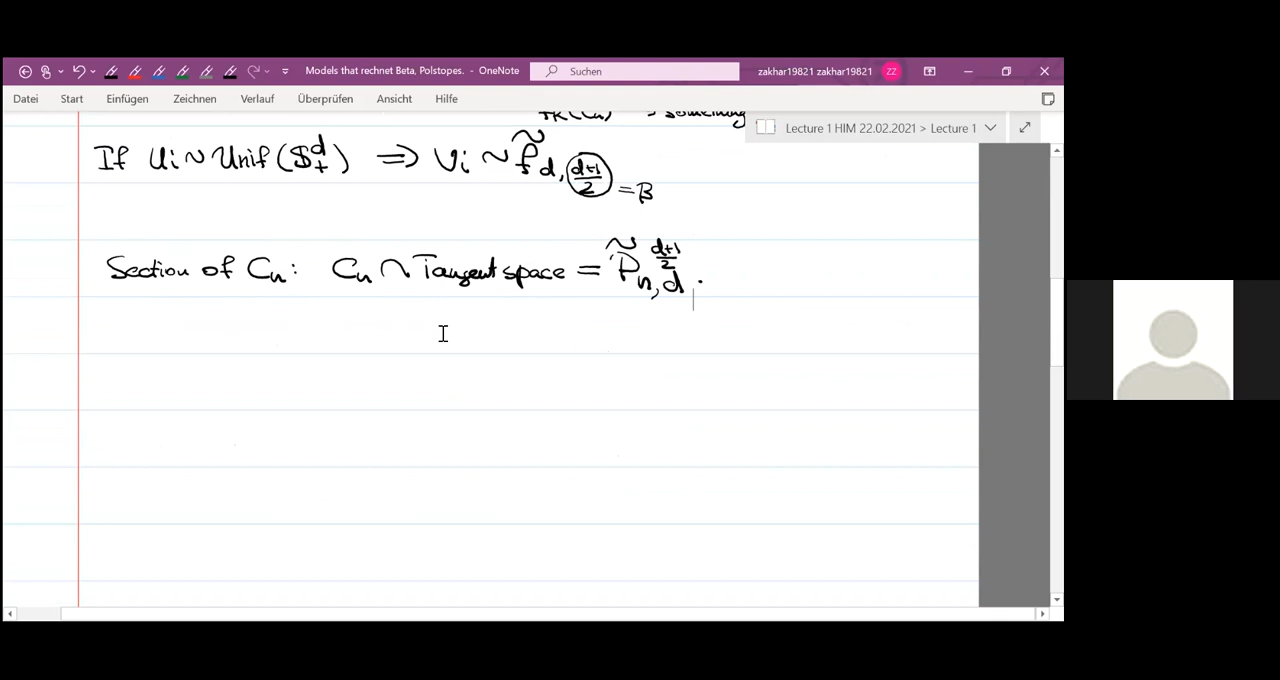 Models that rechnet Beta, Polstopes. - OneNote
Suchen
zakhar19821 zakhar19821 ZZ
Datei Start Einfügen Zeichnen Verlauf Überprüfen Ansicht Hilfe
Lecture 1 HIM 22.02.2021 > Lecture 1
If Ui ~ Unif($^d_+) ⟹ Vi ~ f̃_{d, (d+1)/2} = β
Section of Cn: Cn ∩ Tangent space = P̃^{(d+1)/2}_{n,d}.